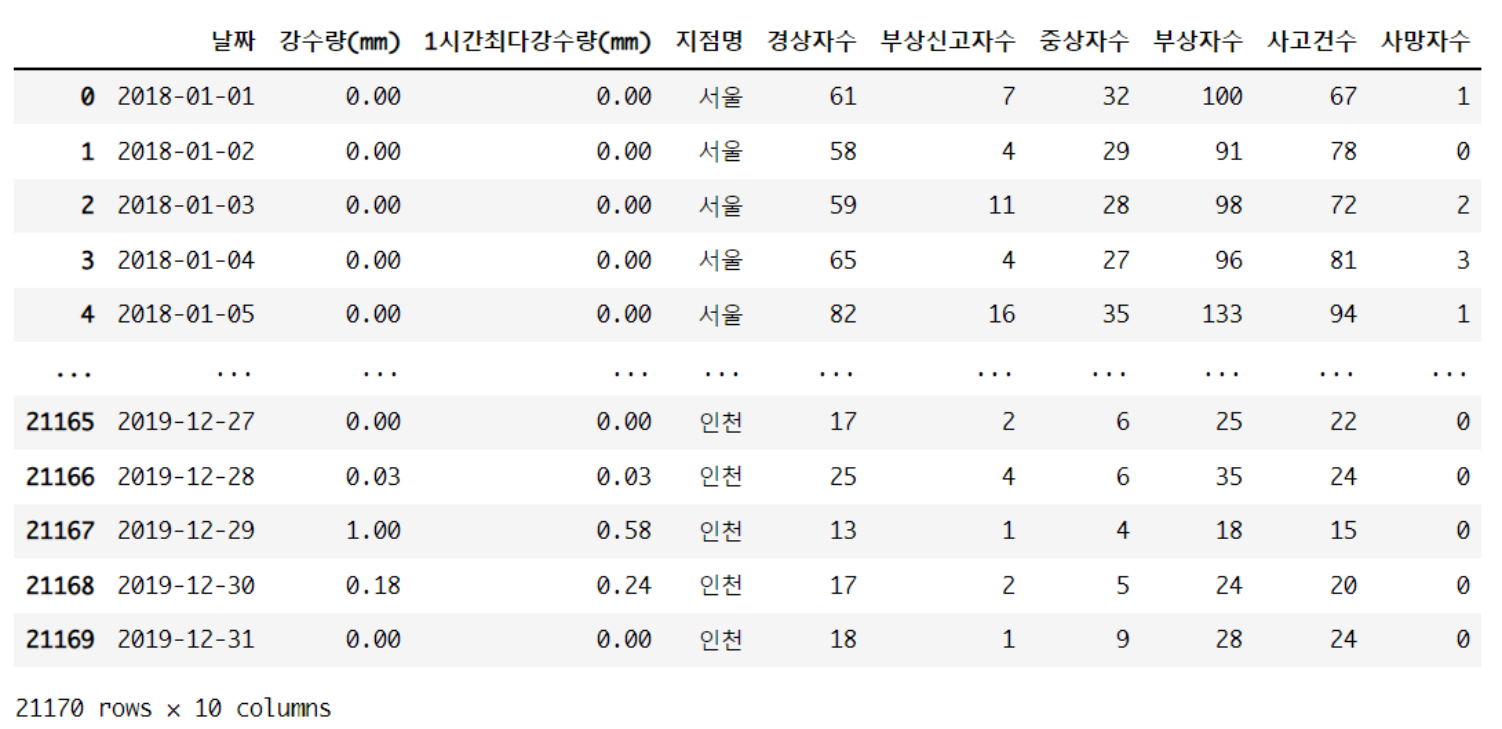 날짜 강수량(mm) 1시간최다강수량(mm) 지점명 경상자수 부상신고자수 중상자수 부상자수 사고건수 사망자수
0 2018-01-01 0.00 0.00 서울 61 7 32 100 67 1
1 2018-01-02 0.00 0.00 서울 58 4 29 91 78 0
2 2018-01-03 0.00 0.00 서울 59 11 28 98 72 2
3 2018-01-04 0.00 0.00 서울 65 4 27 96 81 3
4 2018-01-05 0.00 0.00 서울 82 16 35 133 94 1
... ... ... ... ... ... ... ... ... ... ...
21165 2019-12-27 0.00 0.00 인천 17 2 6 25 22 0
21166 2019-12-28 0.03 0.03 인천 25 4 6 35 24 0
21167 2019-12-29 1.00 0.58 인천 13 1 4 18 15 0
21168 2019-12-30 0.18 0.24 인천 17 2 5 24 20 0
21169 2019-12-31 0.00 0.00 인천 18 1 9 28 24 0
21170 rows × 10 columns